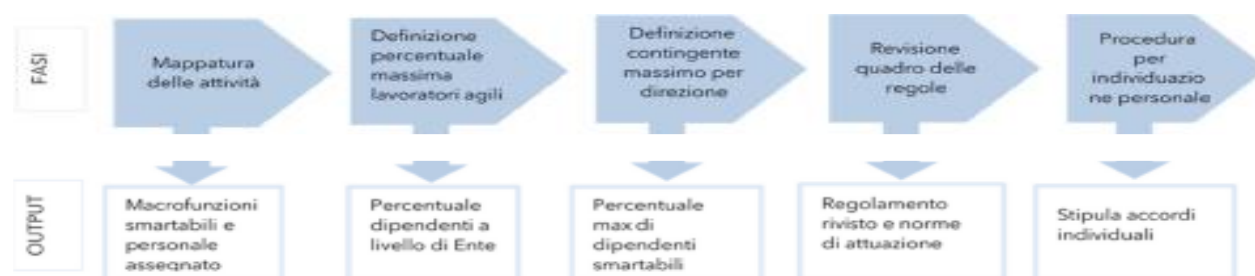 FASI
Mappatura
delle attività
Definizione
percentuale
massima
lavoratori agili
Definizione
contingente
massimo per
direzione
Revisione
quadro delle
regole
Procedura
per
individuazio
ne personale
OUTPUT
Macrofunzioni
smartabili e
personale
assegnato
Percentuale
dipendenti a
livello di Ente
Percentuale
max di
dipendenti
smartabili
Regolamento
rivisto e norme
di attuazione
Stipula accordi
individuali